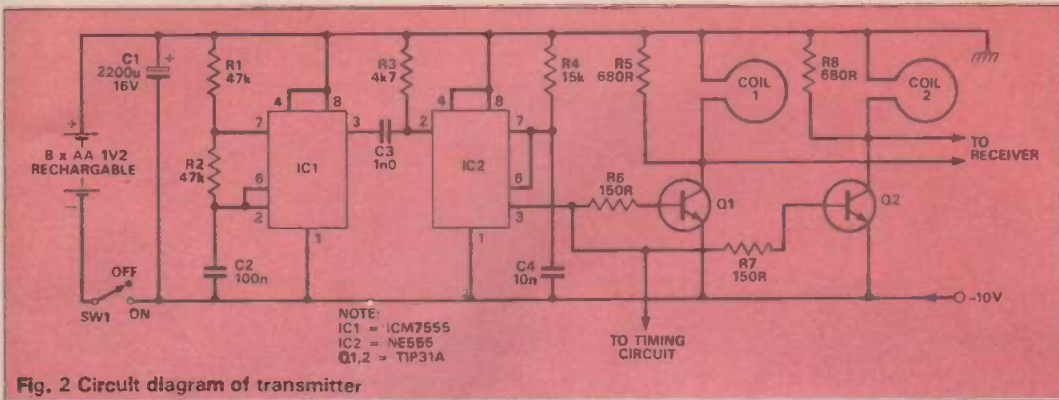 C1
2200u
16V
+
R1
47k
R2
47k
C2
100n
+
8 x AA 1V2
RECHARGABLE
–
OFF
SW1
ON
4
8
7
3
IC1
6
2
1
C3
1n0
R3
4k7
4
8
2
7
IC2
6
3
1
R4
15k
C4
10n
R5
680R
COIL
1
R8
680R
COIL
2
TO
RECEIVER
R6
150R
Q1
Q2
R7
150R
-10V
TO TIMING
CIRCUIT
NOTE:
IC1 = ICM7555
IC2 = NE555
Q1,2 = TIP31A
Fig. 2 Circuit diagram of transmitter